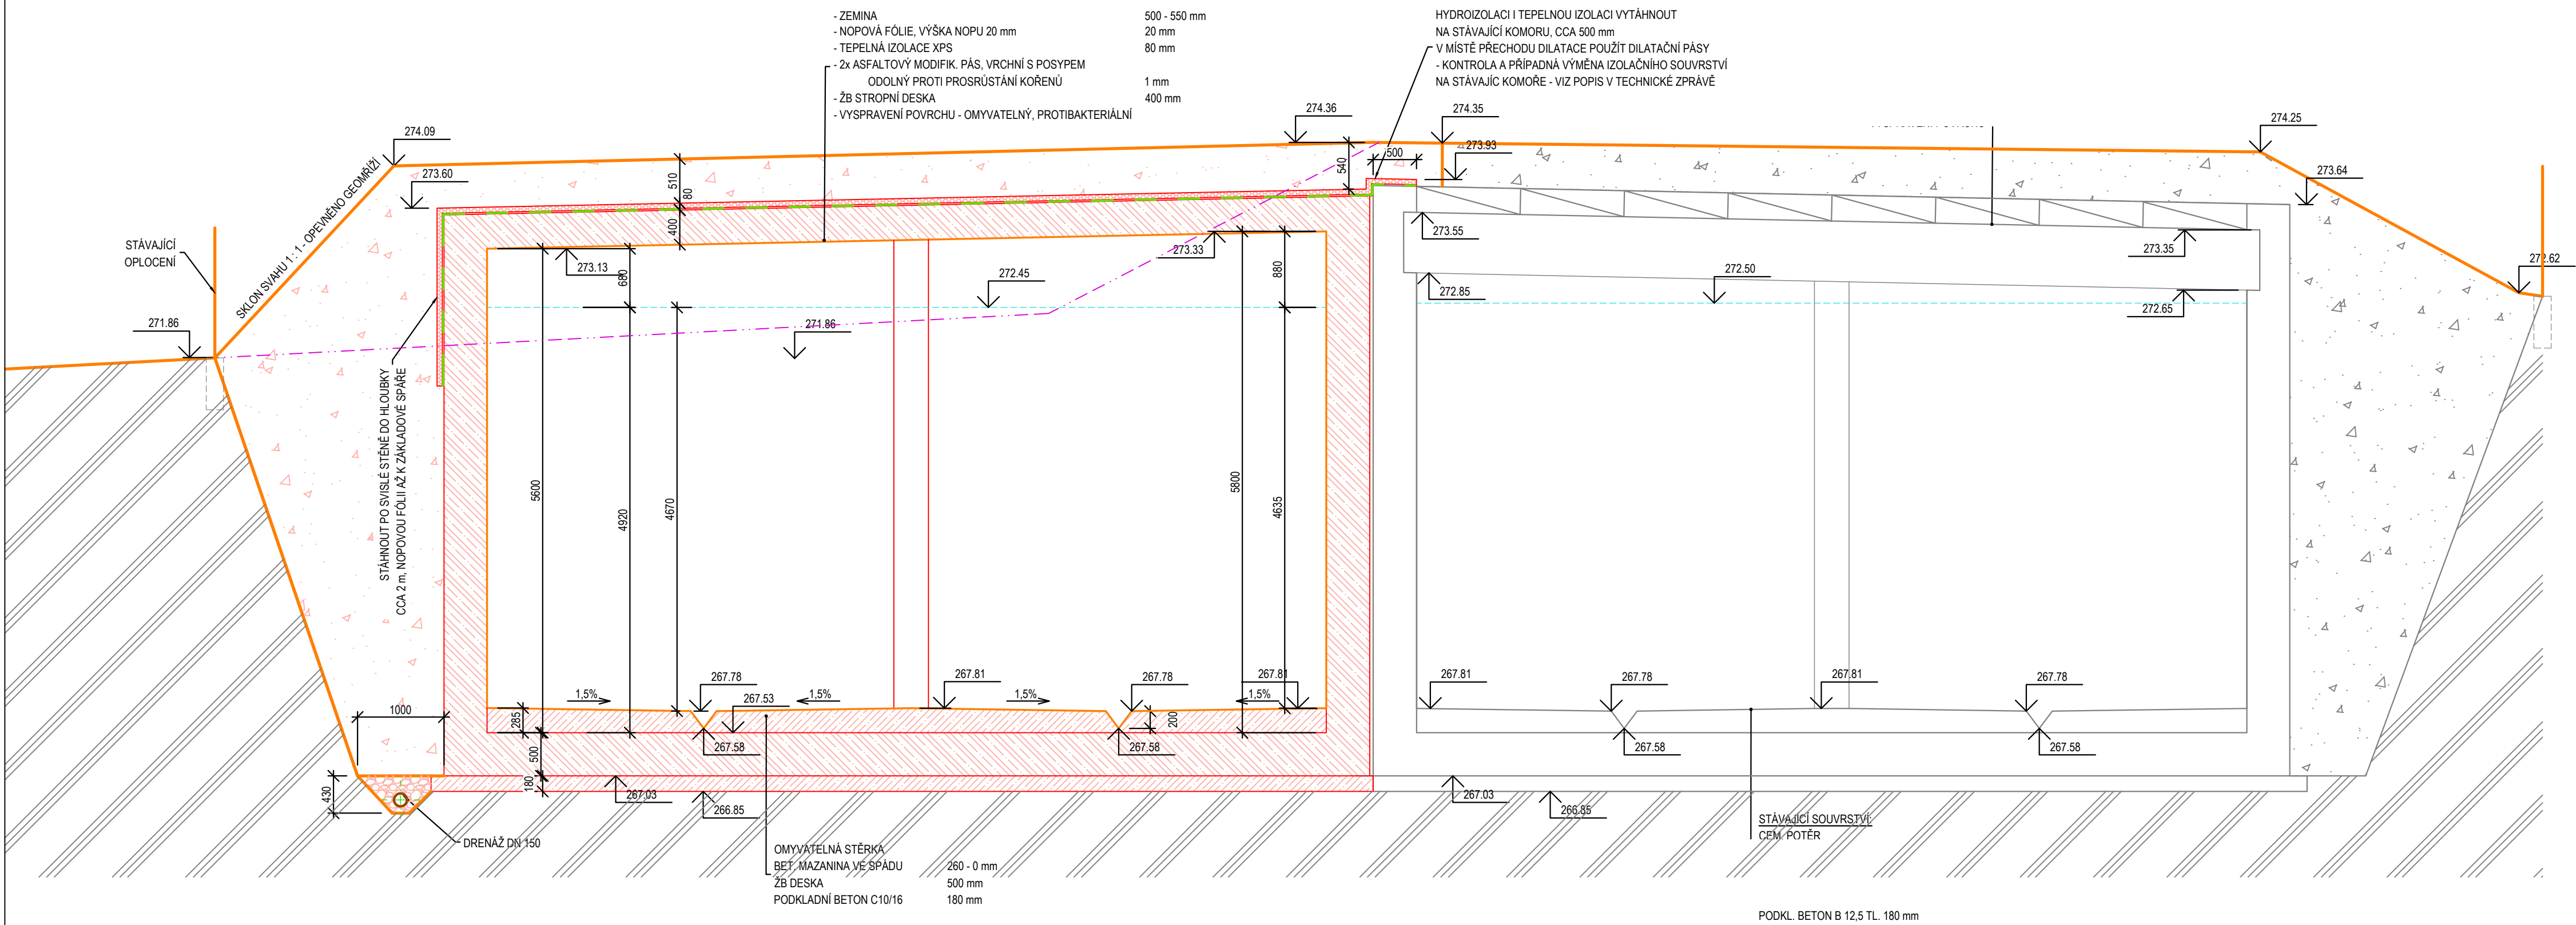 - ZEMINA 500 - 550 mm
- NOPOVÁ FÓLIE, VÝŠKA NOPU 20 mm 20 mm
- TEPELNÁ IZOLACE XPS 80 mm
- 2x ASFALTOVÝ MODIFIK. PÁS, VRCHNÍ S POSYPEM
ODOLNÝ PROTI PROSRŮSTÁNÍ KOŘENŮ 1 mm
- ŽB STROPNÍ DESKA 400 mm
- VYSPRAVENÍ POVRCHU - OMYVATELNÝ, PROTIBAKTERIÁLNÍ
HYDROIZOLACI I TEPELNOU IZOLACI VYTÁHNOUT
NA STÁVAJÍCÍ KOMORU, CCA 500 mm
V MÍSTĚ PŘECHODU DILATACE POUŽÍT DILATAČNÍ PÁSY
- KONTROLA A PŘÍPADNÁ VÝMĚNA IZOLAČNÍHO SOUVRSTVÍ
NA STÁVAJÍC KOMOŘE - VIZ POPIS V TECHNICKÉ ZPRÁVĚ
274.09
274.36
274.35
274.25
273.60
510
80
400
540
500
273.93
273.64
SKLON SVAHU 1: 1 - OPEVNĚNO GEOMŘÍŽÍ
STÁVAJÍCÍ
OPLOCENÍ
271.86
273.13
680
272.45
273.33
880
273.55
272.85
272.50
273.35
272.65
272.62
271.86
STÁHNOUT PO SVISLÉ STĚNĚ DO HLOUBKY
CCA 2 m, NOPOVOU FÓLII AŽ K ZÁKLADOVÉ SPÁŘE
5600
4920
4670
5800
4635
1000
285
1,5%
267.78
267.53
1,5%
267.81
1,5%
267.78
200
267.81
1,5%
267.81
267.78
267.81
267.78
500
180
430
267.58
267.58
267.58
267.58
267.03
266.85
267.03
266.85
DRENÁŽ DN 150
OMYVATELNÁ STĚRKA
BET. MAZANINA VE SPÁDU 260 - 0 mm
ŽB DESKA 500 mm
PODKLADNÍ BETON C10/16 180 mm
STÁVAJÍCÍ SOUVRSTVÍ:
CEM. POTĚR
PODKL. BETON B 12,5 TL. 180 mm